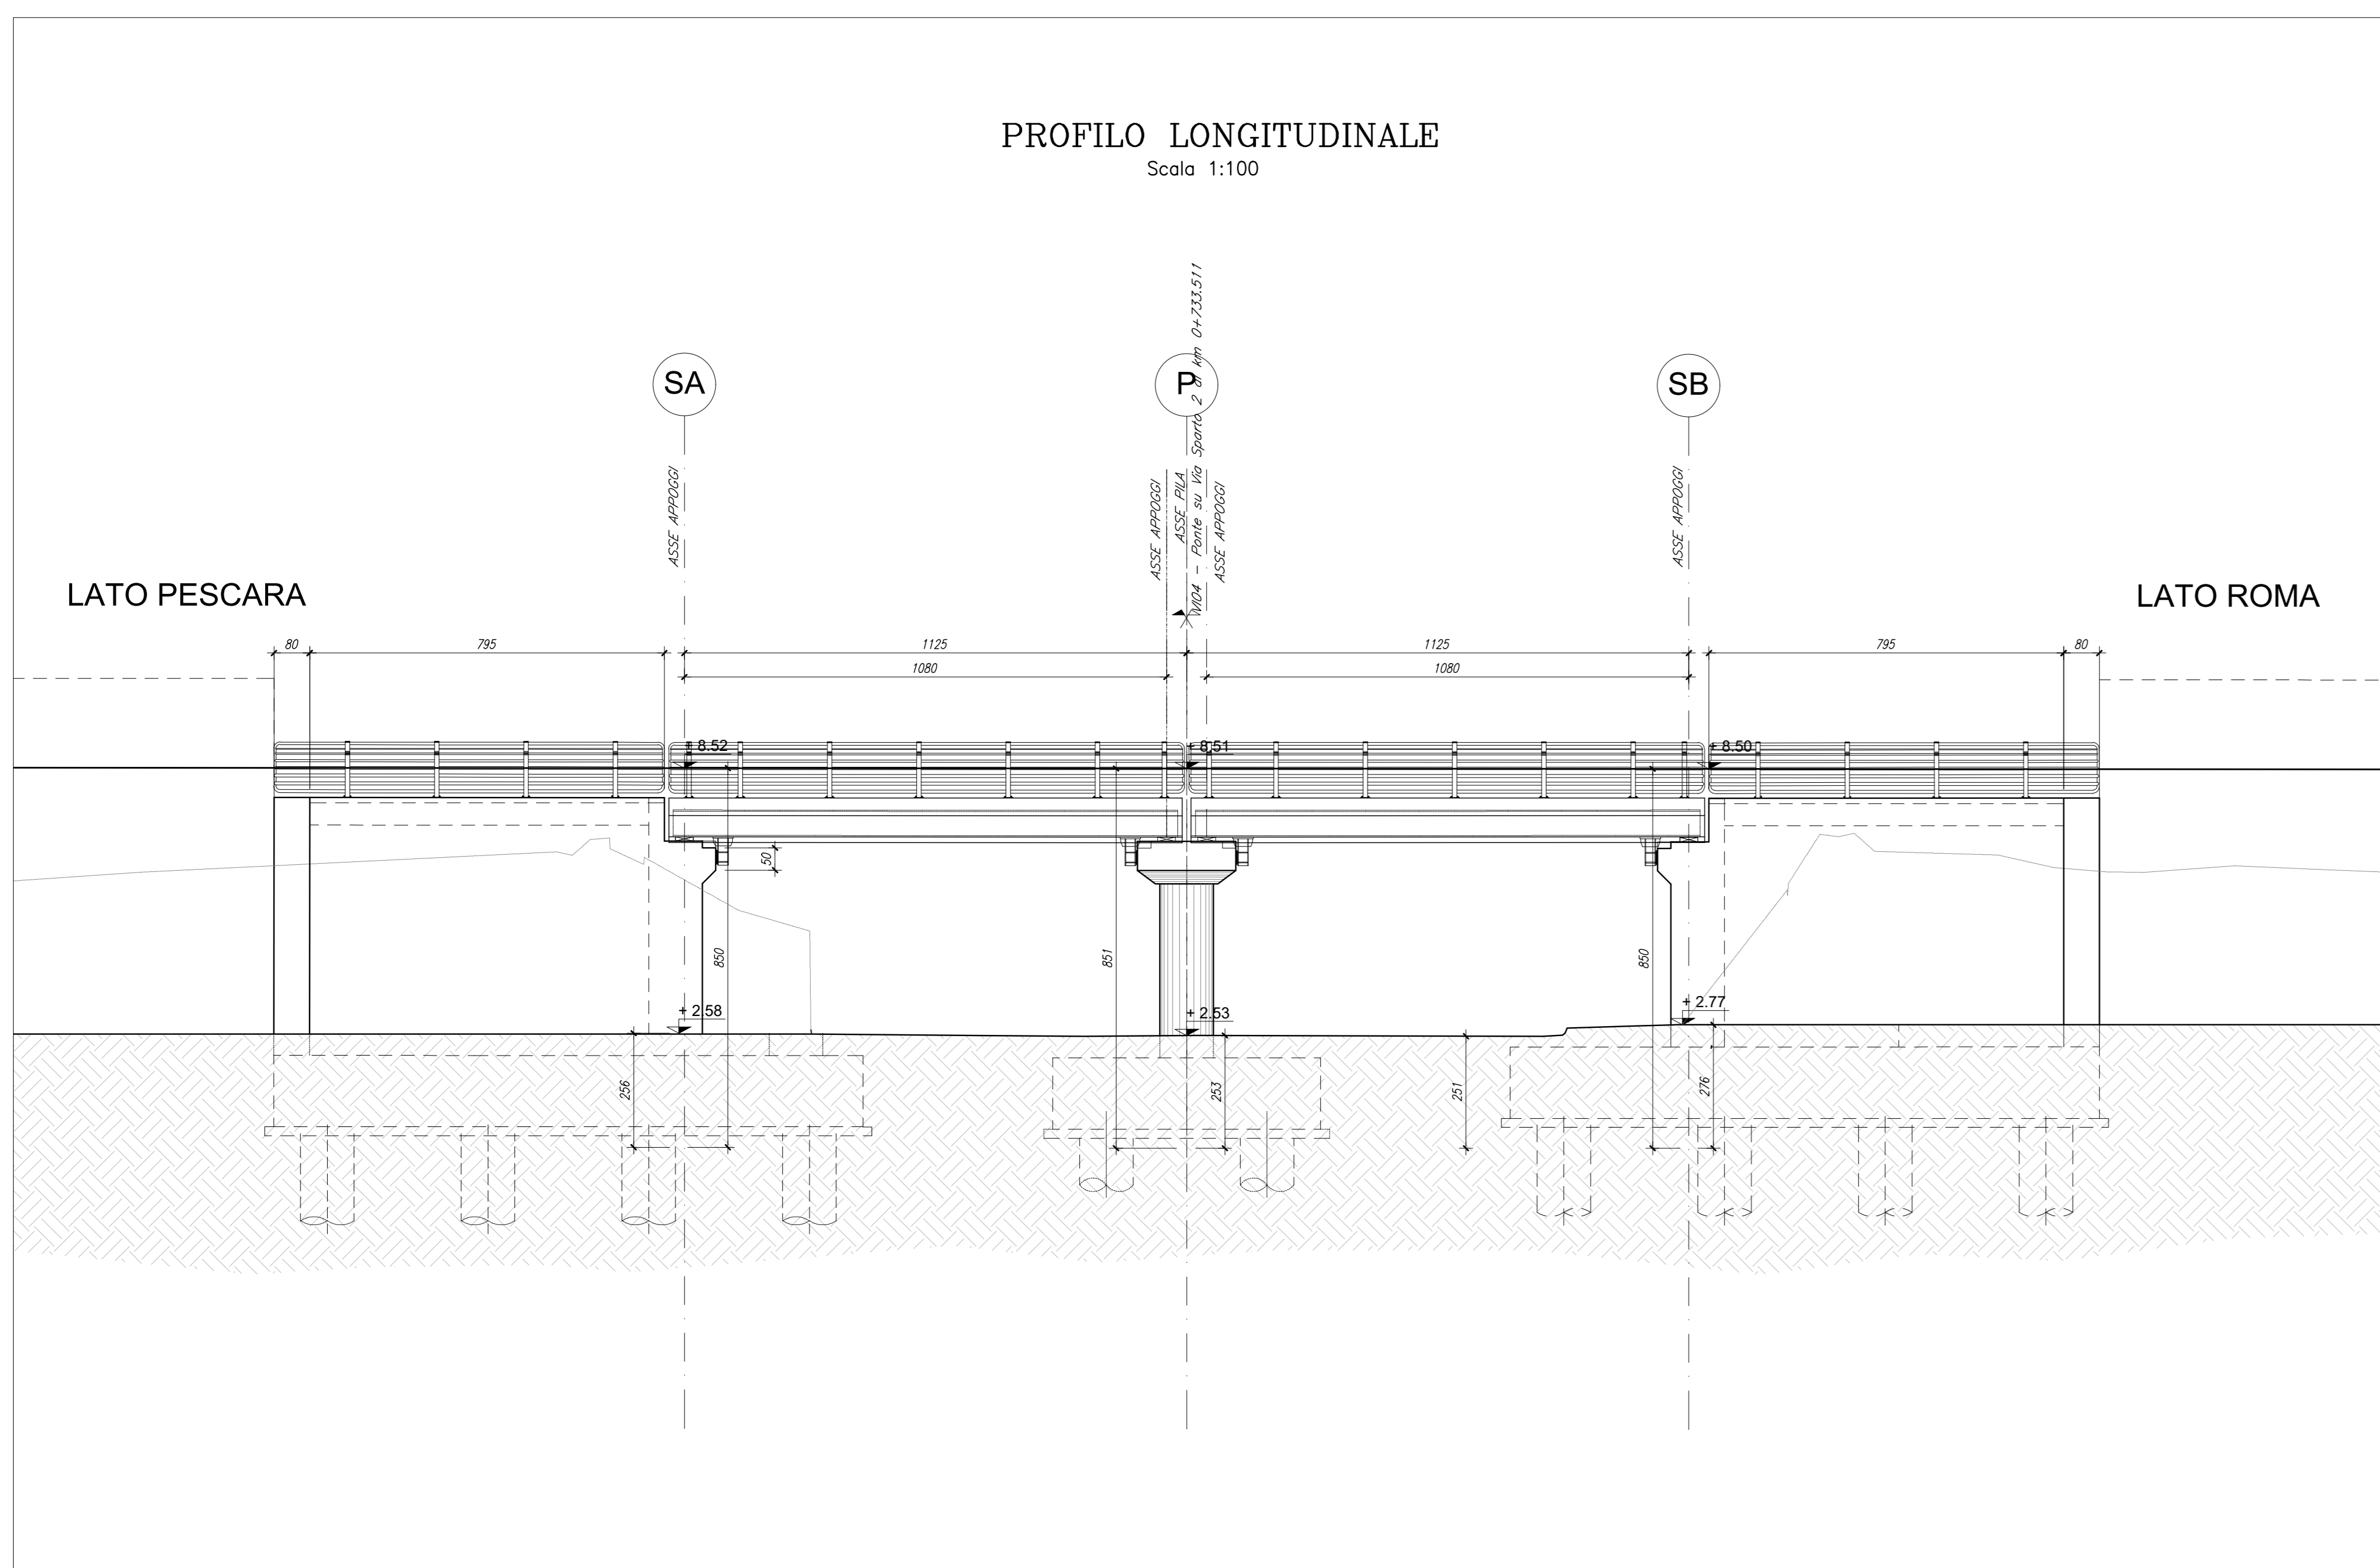 PROFILO LONGITUDINALE
Scala 1:100
VI04 - Ponte su Via Sparto 2 al km 0+733.511
SA
P
SB
ASSE APPOGGI
ASSE APPOGGI
ASSE PILA
ASSE APPOGGI
ASSE APPOGGI
LATO PESCARA
LATO ROMA
80
795
1125
1125
795
80
1080
1080
+ 8.52
+ 8.51
+ 8.50
50
850
851
850
+ 2.58
+ 2.53
+ 2.77
256
253
251
276